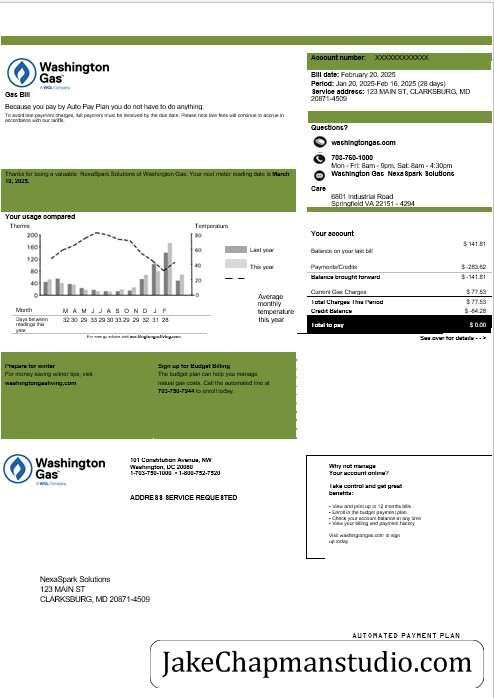 Account number: XXXXXXXXXXXX
Washington
Gas
A WGL Company
Gas Bill
Because you pay by Auto Pay Plan you do not have to do anything.
To avoid late payment charges, full payment must be received by the due date. Please note late fees will continue to accrue in
accordance with our tariffs.
Bill date: February 20, 2025
Period: Jan 20, 2025-Feb 16, 2025 (28 days)
Service address: 123 MAIN ST, CLARKSBURG, MD
20871-4509
Questions?
washingtongas.com
703-750-1000
Mon - Fri: 8am - 9pm, Sat: 8am - 4:30pm
Washington Gas NexaSpark Solutions
Care
6801 Industrial Road
Springfield VA 22151 - 4294
Thanks for being a valuable NexaSpark Solutions of Washington Gas. Your next meter reading date is March
19, 2025.
Your usage compared
Therms
Temperature
200
160
120
80
40
0
80
60
40
20
0
Last year
This year
Average
monthly
temperature
this year
Month M A M J J A S O N D J F
Days between
readings this
year
32 30 29 33 29 30 33 29 29 32 31 28
For energy advice visit washingtongasliving.com
Your account
Balance on your last bill $ 141.81
Payments/Credits $ -283.62
Balance brought forward $ -141.81
Current Gas Charges $ 77.53
Total Charges This Period $ 77.53
Credit Balance $ -64.28
Total to pay $ 0.00
See over for details - - >
Prepare for winter
For money saving winter tips, visit
washingtongasliving.com
Sign up for Budget Billing
The budget plan can help you manage
natual gas costs. Call the automated line at
703-750-7944 to enroll today.
Washington
Gas
A WGL Company
101 Constitution Avenue, NW
Washington, DC 20080
1-703-750-1000 • 1-800-752-7520
ADDRESS SERVICE REQUESTED
Why not manage
Your account online?
Take control and get great
benefits:
• View and print up to 12 months bills
• Enroll in the budget payment plan
• Check your account balance at any time
• View your billing and payment history
Visit washingtongas.com to sign
up today
NexaSpark Solutions
123 MAIN ST
CLARKSBURG, MD 20871-4509
AUTOMATED PAYMENT PLAN
JakeChapmanstudio.com